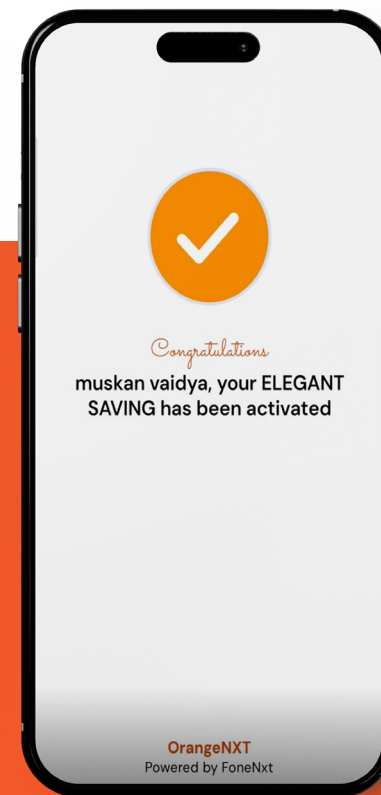 Congratulations
muskan vaidya, your ELEGANT
SAVING has been activated
OrangeNXT
Powered by FoneNxt